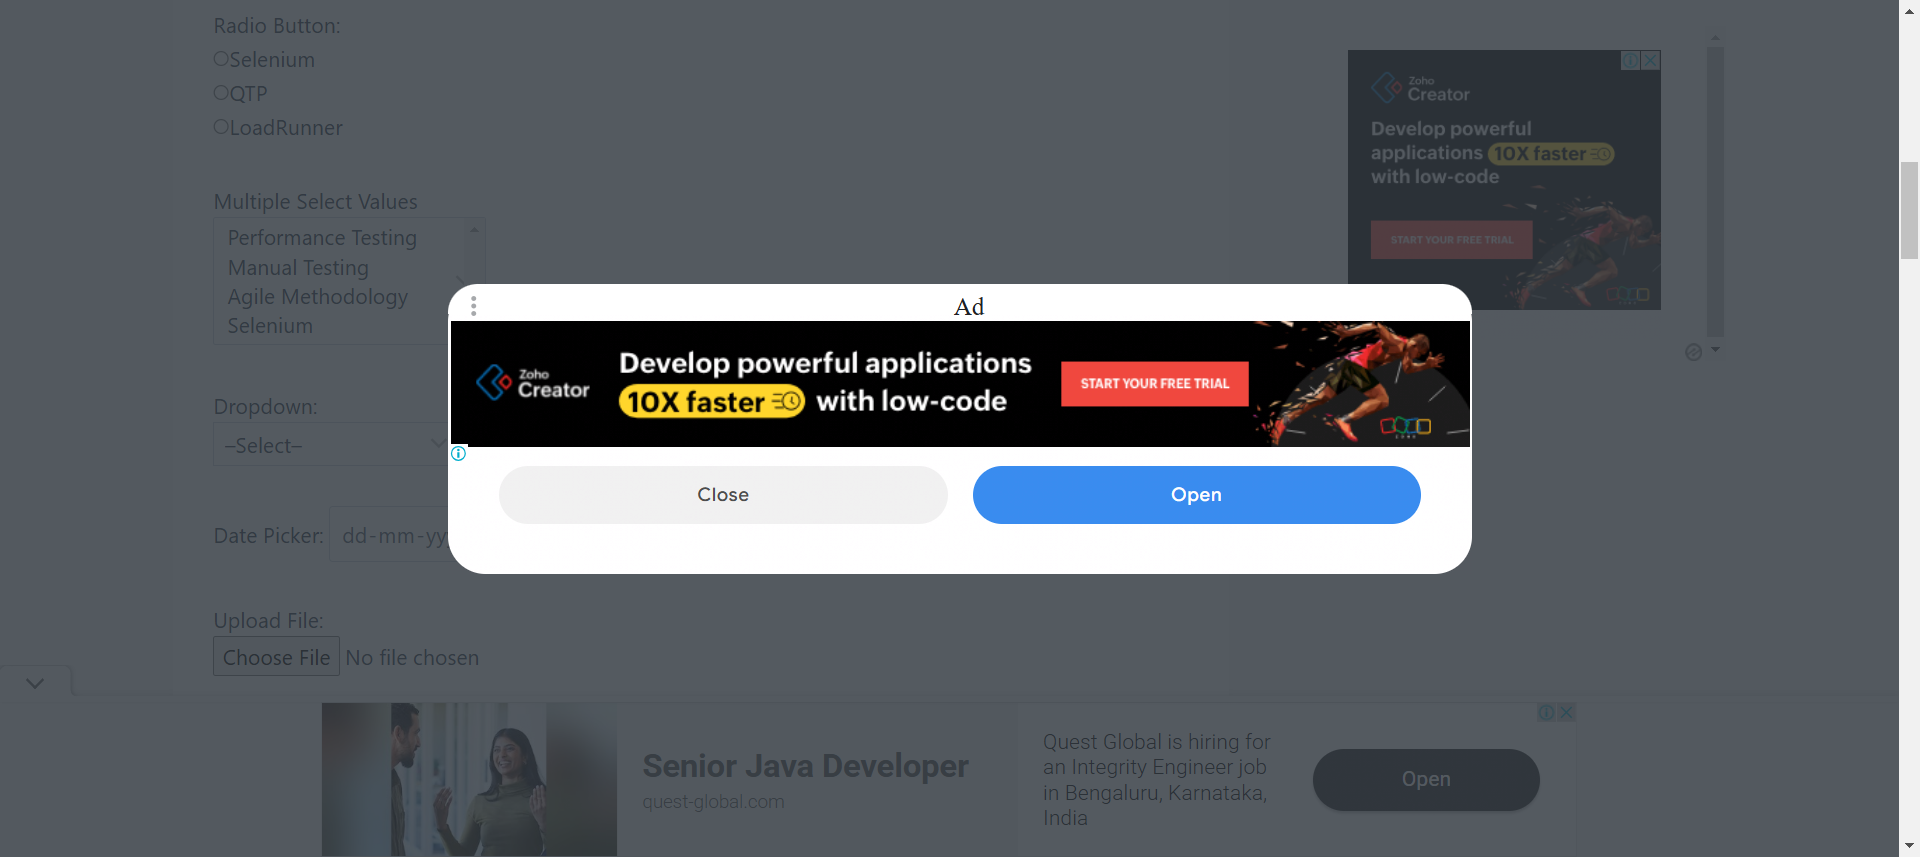 Radio Button:
Selenium
QTP
LoadRunner
Multiple Select Values
Performance Testing
Manual Testing
Agile Methodology
Selenium
Dropdown:
–Select–
Date Picker: dd-mm-yy
Upload File:
Choose File No file chosen
Zoho
Creator
Develop powerful
applications 10X faster
with low-code
START YOUR FREE TRIAL
Ad
Zoho
Creator
Develop powerful applications
10X faster with low-code
START YOUR FREE TRIAL
ZOHO
Close
Open
Senior Java Developer
quest-global.com
Quest Global is hiring for
an Integrity Engineer job
in Bengaluru, Karnataka,
India
Open